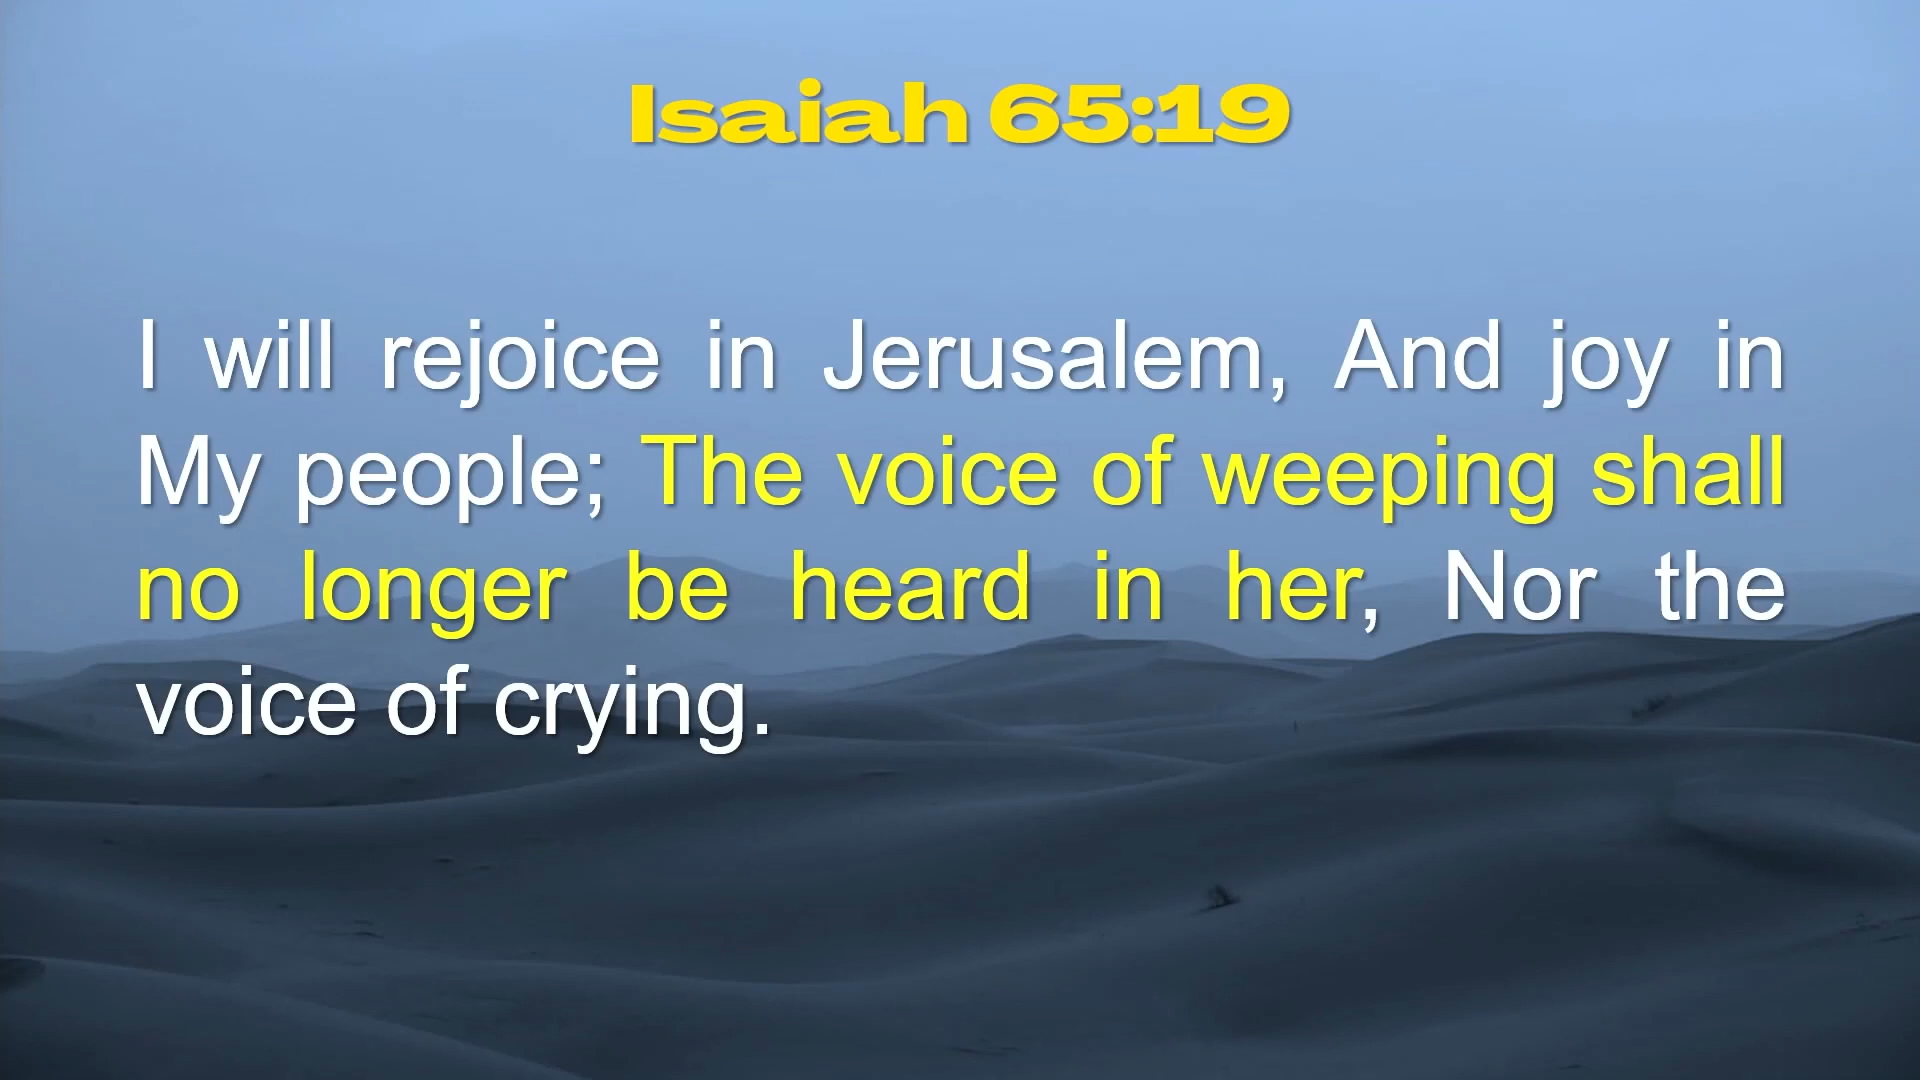 Isaiah 65:19
I will rejoice in Jerusalem, And joy in
My people; The voice of weeping shall
no longer be heard in her, Nor the
voice of crying.